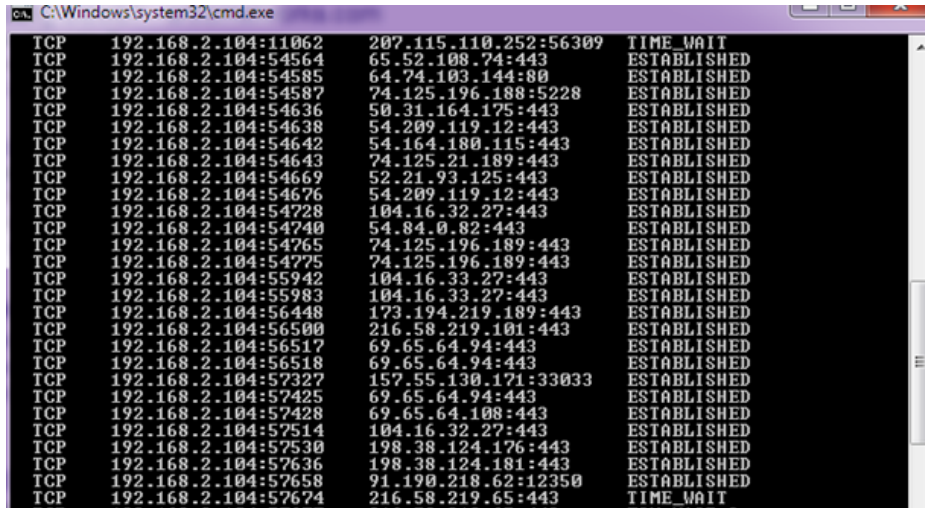 C:\Windows\system32\cmd.exe
TCP 192.168.2.104:11062 207.115.110.252:56309 TIME_WAIT
TCP 192.168.2.104:54564 65.52.108.74:443 ESTABLISHED
TCP 192.168.2.104:54585 64.74.103.144:80 ESTABLISHED
TCP 192.168.2.104:54587 74.125.196.188:5228 ESTABLISHED
TCP 192.168.2.104:54636 50.31.164.175:443 ESTABLISHED
TCP 192.168.2.104:54638 54.209.119.12:443 ESTABLISHED
TCP 192.168.2.104:54642 54.164.180.115:443 ESTABLISHED
TCP 192.168.2.104:54643 74.125.21.189:443 ESTABLISHED
TCP 192.168.2.104:54669 52.21.93.125:443 ESTABLISHED
TCP 192.168.2.104:54676 54.209.119.12:443 ESTABLISHED
TCP 192.168.2.104:54728 104.16.32.27:443 ESTABLISHED
TCP 192.168.2.104:54740 54.84.0.82:443 ESTABLISHED
TCP 192.168.2.104:54765 74.125.196.189:443 ESTABLISHED
TCP 192.168.2.104:54775 74.125.196.189:443 ESTABLISHED
TCP 192.168.2.104:55942 104.16.33.27:443 ESTABLISHED
TCP 192.168.2.104:55983 104.16.33.27:443 ESTABLISHED
TCP 192.168.2.104:56448 173.194.219.189:443 ESTABLISHED
TCP 192.168.2.104:56500 216.58.219.101:443 ESTABLISHED
TCP 192.168.2.104:56517 69.65.64.94:443 ESTABLISHED
TCP 192.168.2.104:56518 69.65.64.94:443 ESTABLISHED
TCP 192.168.2.104:57327 157.55.130.171:33033 ESTABLISHED
TCP 192.168.2.104:57425 69.65.64.94:443 ESTABLISHED
TCP 192.168.2.104:57428 69.65.64.108:443 ESTABLISHED
TCP 192.168.2.104:57514 104.16.32.27:443 ESTABLISHED
TCP 192.168.2.104:57530 198.38.124.176:443 ESTABLISHED
TCP 192.168.2.104:57636 198.38.124.181:443 ESTABLISHED
TCP 192.168.2.104:57658 91.190.218.62:12350 ESTABLISHED
TCP 192.168.2.104:57674 216.58.219.65:443 TIME_WAIT